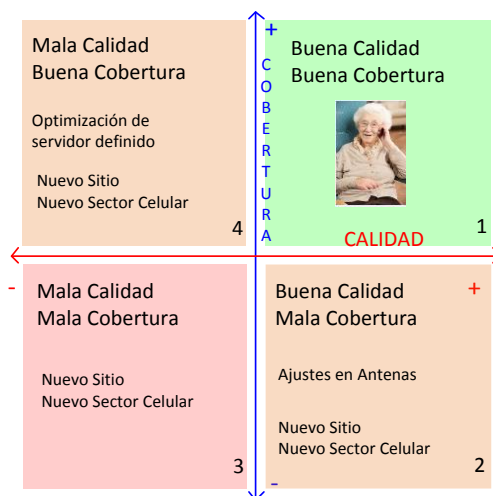 Mala Calidad
Buena Cobertura
Optimización de
servidor definido
Nuevo Sitio
Nuevo Sector Celular
4
+
COBERTURA
Buena Calidad
Buena Cobertura
1
CALIDAD
-
Mala Calidad
Mala Cobertura
Nuevo Sitio
Nuevo Sector Celular
3
+
Buena Calidad
Mala Cobertura
Ajustes en Antenas
Nuevo Sitio
Nuevo Sector Celular
2
-